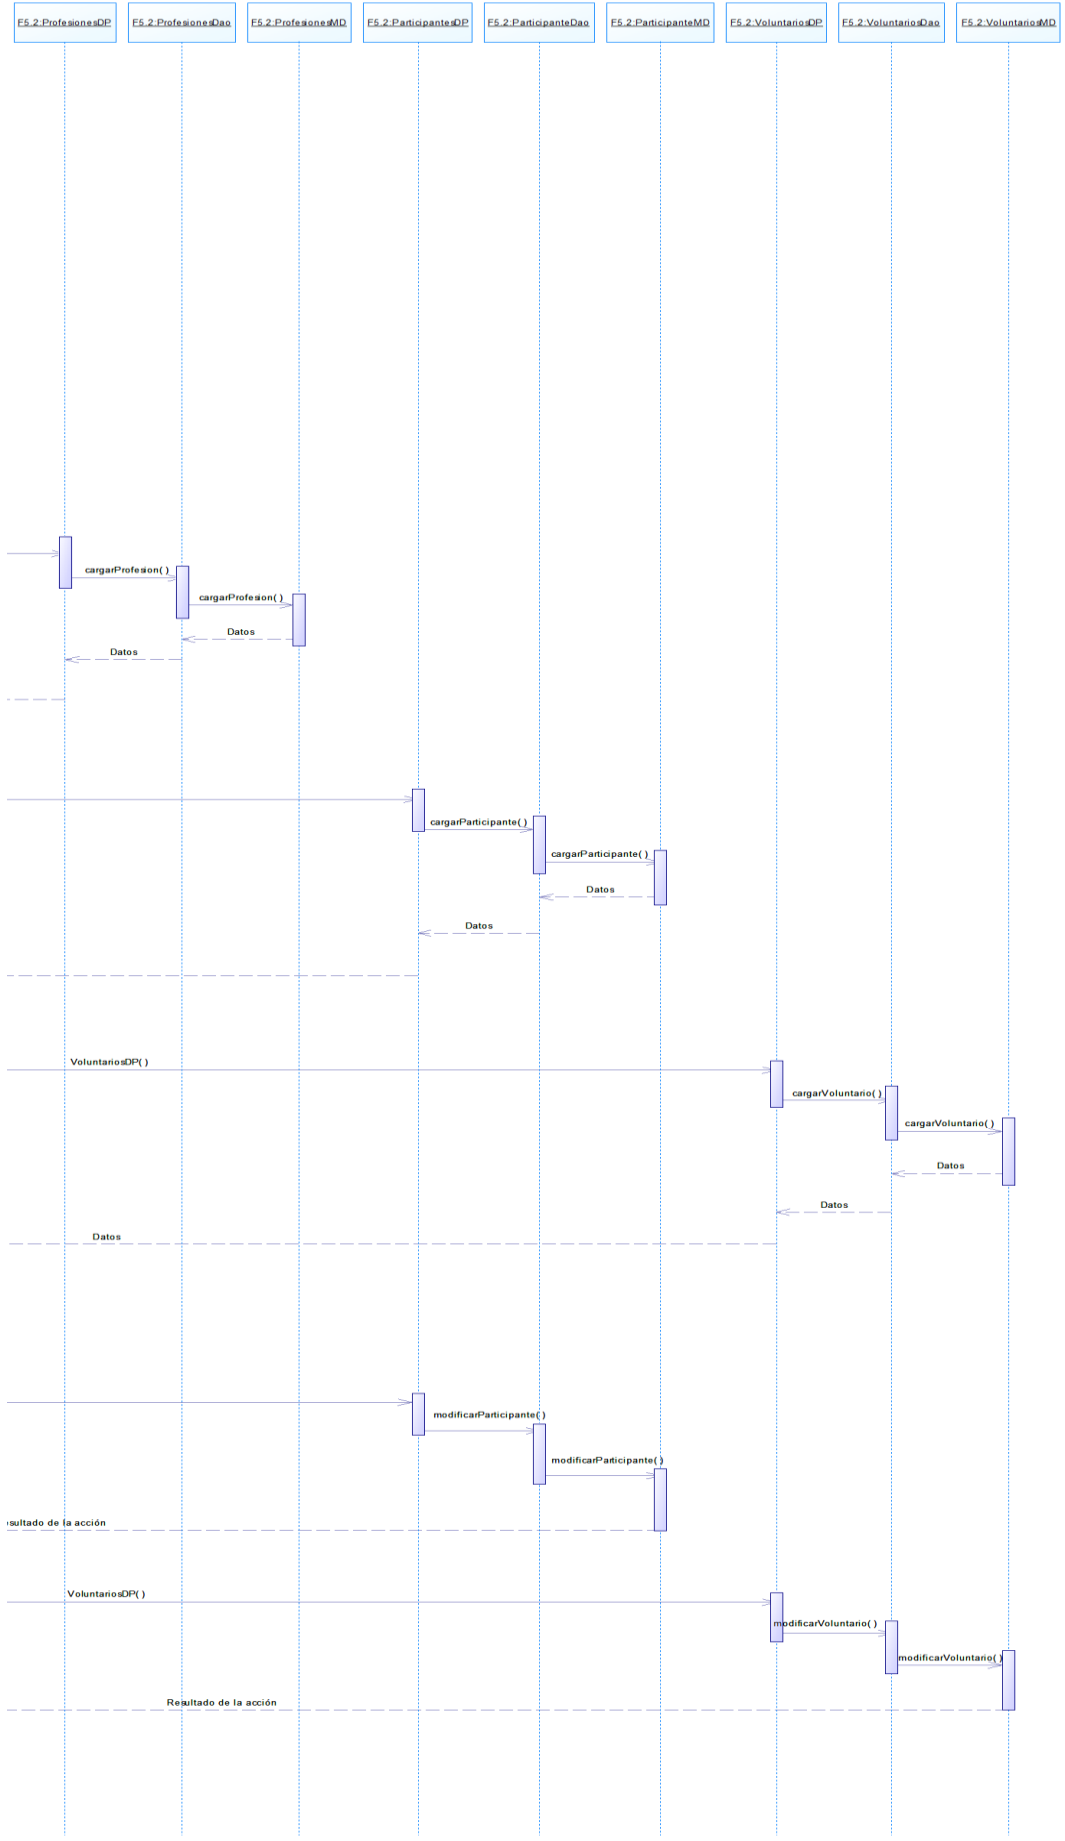 F5.2:ProfesionesDP
F5.2:ProfesionesDao
F5.2:ProfesionesMD
F5.2:ParticipantesDP
F5.2:ParticipanteDao
F5.2:ParticipanteMD
F5.2:VoluntariosDP
F5.2:VoluntariosDao
F5.2:VoluntariosMD
cargarProfesion( )
cargarProfesion( )
Datos
Datos
cargarParticipante( )
cargarParticipante( )
Datos
Datos
VoluntariosDP( )
cargarVoluntario( )
cargarVoluntario( )
Datos
Datos
Datos
modificarParticipante( )
modificarParticipante( )
esultado de la acción
VoluntariosDP( )
modificarVoluntario( )
modificarVoluntario( )
Resultado de la acción